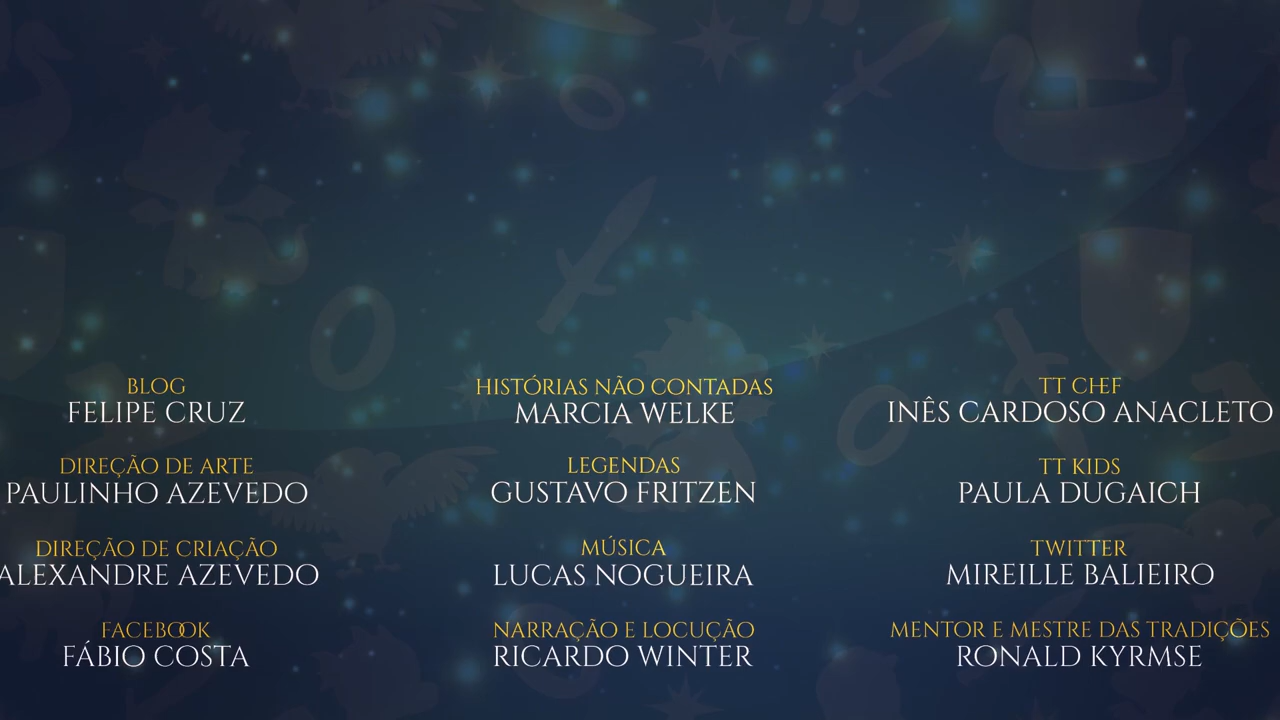 BLOG
FELIPE CRUZ
DIREÇÃO DE ARTE
PAULINHO AZEVEDO
DIREÇÃO DE CRIAÇÃO
ALEXANDRE AZEVEDO
FACEBOOK
FÁBIO COSTA
HISTÓRIAS NÃO CONTADAS
MARCIA WELKE
LEGENDAS
GUSTAVO FRITZEN
MÚSICA
LUCAS NOGUEIRA
NARRAÇÃO E LOCUÇÃO
RICARDO WINTER
TT CHEF
INÊS CARDOSO ANACLETO
TT KIDS
PAULA DUGAICH
TWITTER
MIREILLE BALIEIRO
MENTOR E MESTRE DAS TRADIÇÕES
RONALD KYRMSE